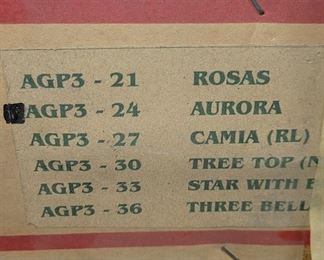 AGP3 - 21 ROSAS
AGP3 - 24 AURORA
AGP3 - 27 CAMIA (RL)
AGP3 - 30 TREE TOP
AGP3 - 33 STAR WITH
AGP3 - 36 THREE BELL